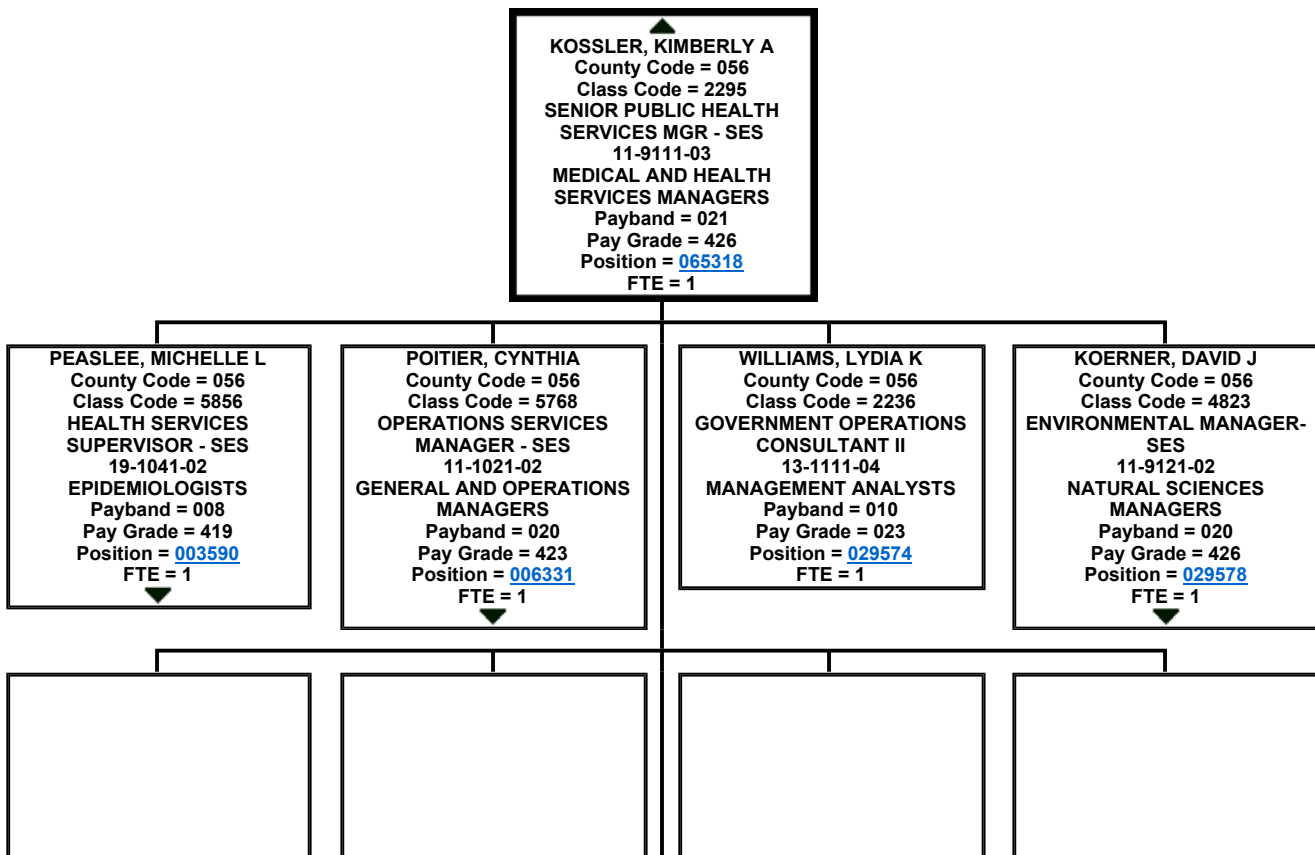 KOSSLER, KIMBERLY A
County Code = 056
Class Code = 2295
SENIOR PUBLIC HEALTH
SERVICES MGR - SES
11-9111-03
MEDICAL AND HEALTH
SERVICES MANAGERS
Payband = 021
Pay Grade = 426
Position = 065318
FTE = 1
PEASLEE, MICHELLE L
County Code = 056
Class Code = 5856
HEALTH SERVICES
SUPERVISOR - SES
19-1041-02
EPIDEMIOLOGISTS
Payband = 008
Pay Grade = 419
Position = 003590
FTE = 1
POITIER, CYNTHIA
County Code = 056
Class Code = 5768
OPERATIONS SERVICES
MANAGER - SES
11-1021-02
GENERAL AND OPERATIONS
MANAGERS
Payband = 020
Pay Grade = 423
Position = 006331
FTE = 1
WILLIAMS, LYDIA K
County Code = 056
Class Code = 2236
GOVERNMENT OPERATIONS
CONSULTANT II
13-1111-04
MANAGEMENT ANALYSTS
Payband = 010
Pay Grade = 023
Position = 029574
FTE = 1
KOERNER, DAVID J
County Code = 056
Class Code = 4823
ENVIRONMENTAL MANAGER-
SES
11-9121-02
NATURAL SCIENCES
MANAGERS
Payband = 020
Pay Grade = 426
Position = 029578
FTE = 1